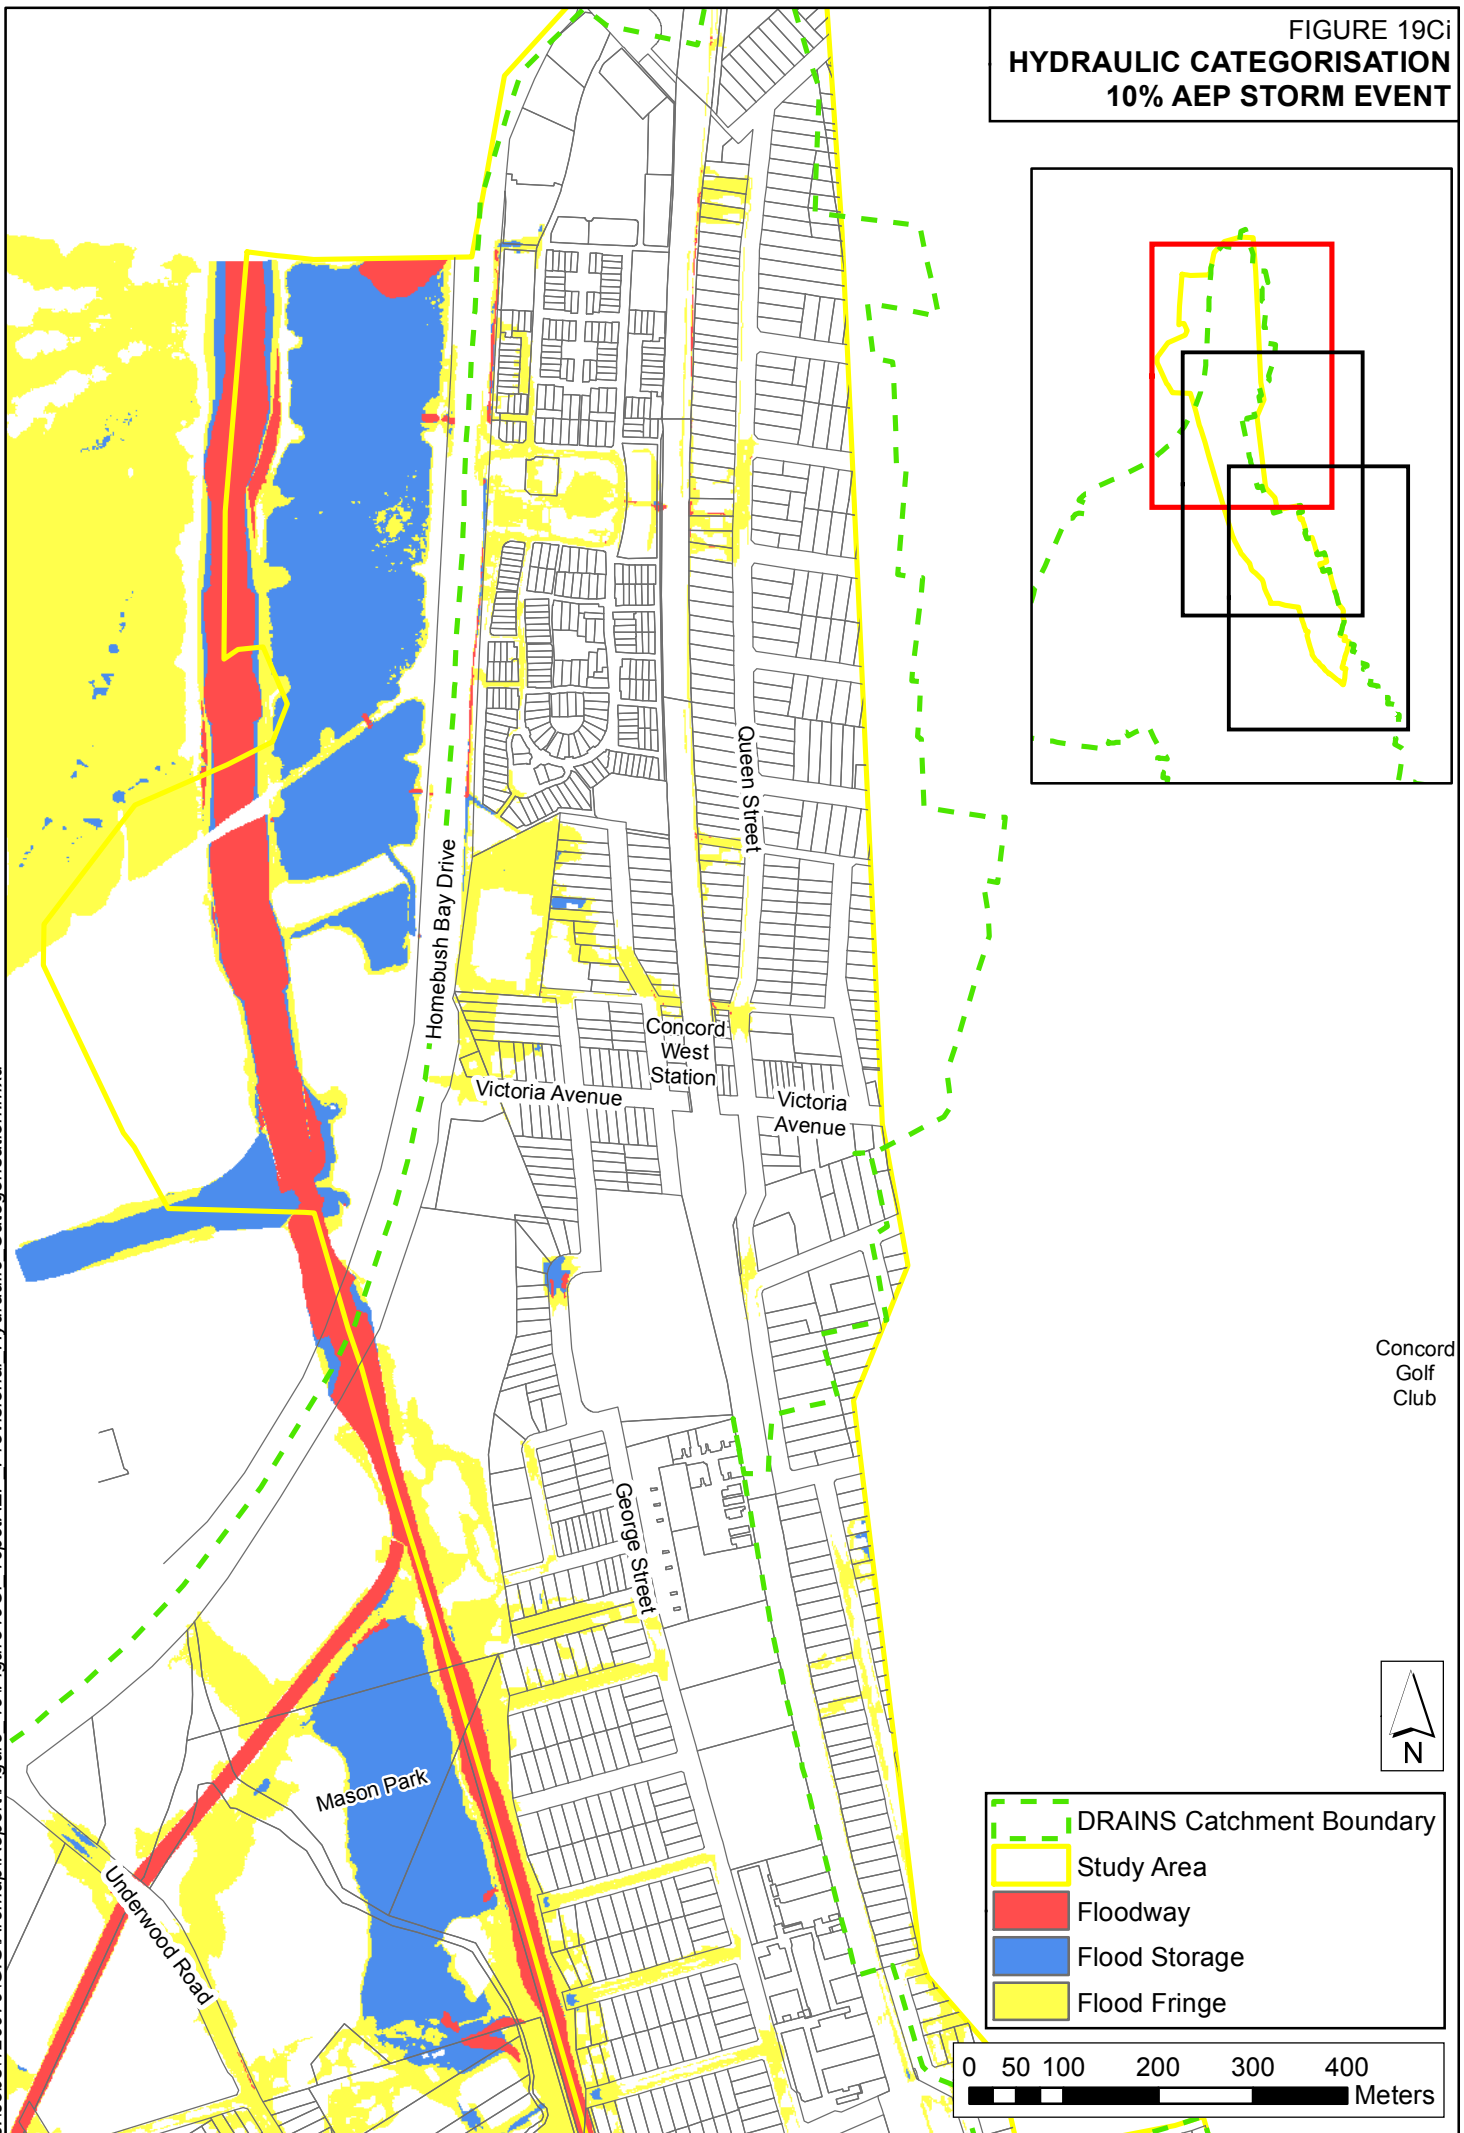 FIGURE 19Ci
HYDRAULIC CATEGORISATION
10% AEP STORM EVENT
Queen Street
Homebush Bay Drive
Concord
West
Station
Victoria Avenue
Victoria
Avenue
Concord
Golf
Club
George Street
Mason Park
Underwood Road
N
DRAINS Catchment Boundary
Study Area
Floodway
Flood Storage
Flood Fringe
0 50 100 200 300 400
Meters